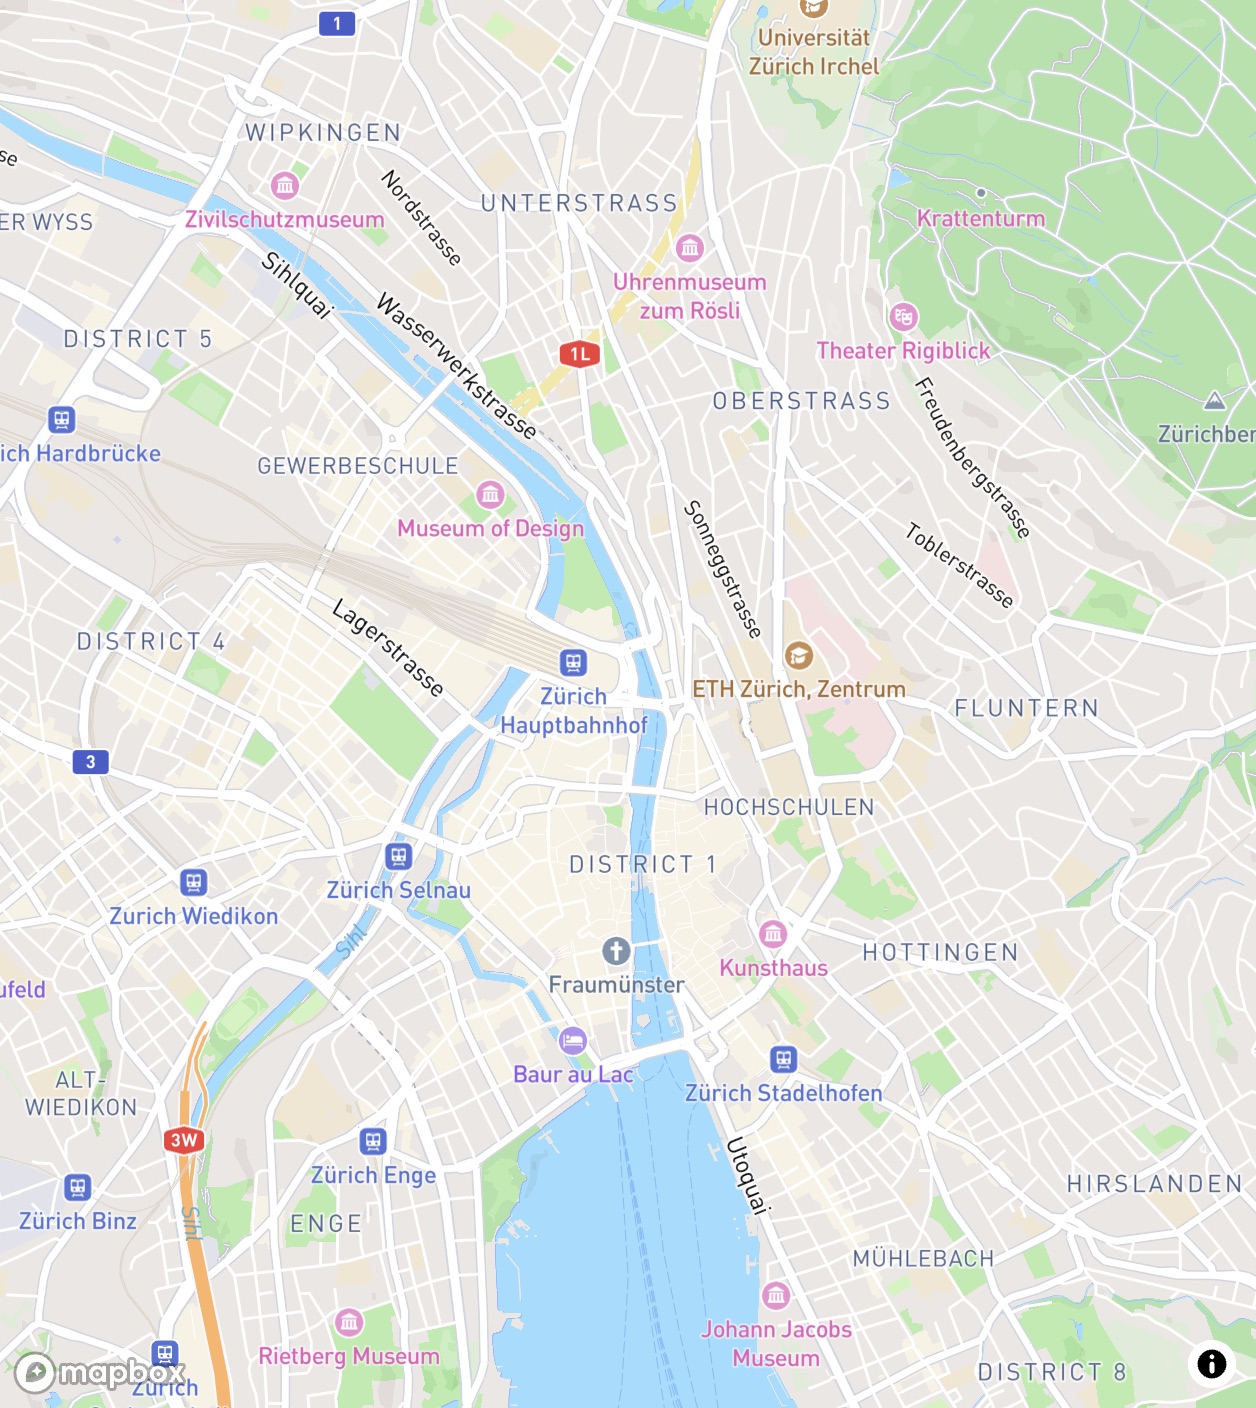 1
Universität
Zürich Irchel
WIPKINGEN
Nordstrasse
Zivilschutzmuseum
UNTERSTRASS
Krattenturm
ER WYSS
Sihlquai
Wasserwerkstrasse
Uhrenmuseum
zum Rösli
DISTRICT 5
1L
Theater Rigiblick
OBERSTRASS
Freudenbergstrasse
Zürichber
ich Hardbrücke
GEWERBESCHULE
Museum of Design
Sonneggstrasse
Toblerstrasse
Lagerstrasse
DISTRICT 4
Zürich
Hauptbahnhof
ETH Zürich, Zentrum
FLUNTERN
3
HOCHSCHULEN
DISTRICT 1
Zürich Selnau
Zurich Wiedikon
Sihl
Fraumünster
Kunsthaus
HOTTINGEN
ufeld
Baur au Lac
Zürich Stadelhofen
ALT-
WIEDIKON
3W
Zürich Enge
Utoquai
HIRSLANDEN
Zürich Binz
Sihl
ENGE
MÜHLEBACH
Johann Jacobs
Museum
Rietberg Museum
DISTRICT 8
mapbox
Zürich